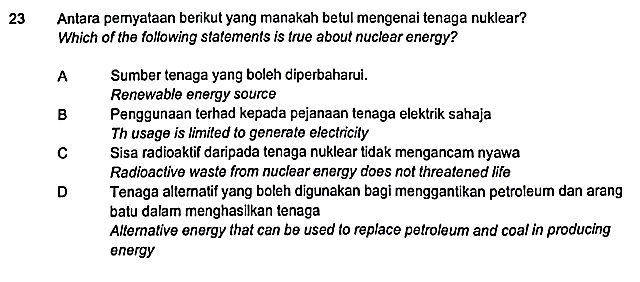 23 Antara pernyataan berikut yang manakah betul mengenai tenaga nuklear?
Which of the following statements is true about nuclear energy?
A Sumber tenaga yang boleh diperbaharui.
Renewable energy source
B Penggunaan terhad kepada pejanaan tenaga elektrik sahaja
Th usage is limited to generate electricity
C Sisa radioaktif daripada tenaga nuklear tidak mengancam nyawa
Radioactive waste from nuclear energy does not threatened life
D Tenaga alternatif yang boleh digunakan bagi menggantikan petroleum dan arang
batu dalam menghasilkan tenaga
Alternative energy that can be used to replace petroleum and coal in producing
energy